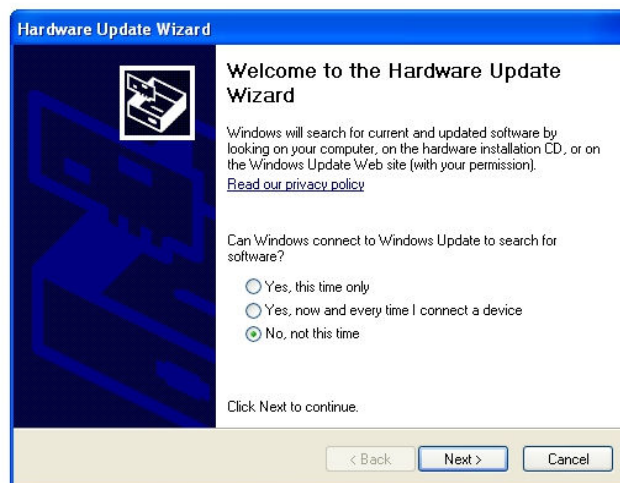 Hardware Update Wizard
Welcome to the Hardware Update
Wizard
Windows will search for current and updated software by
looking on your computer, on the hardware installation CD, or on
the Windows Update Web site (with your permission).
Read our privacy policy
Can Windows connect to Windows Update to search for
software?
Yes, this time only
Yes, now and every time I connect a device
No, not this time
Click Next to continue.
< Back
Next >
Cancel